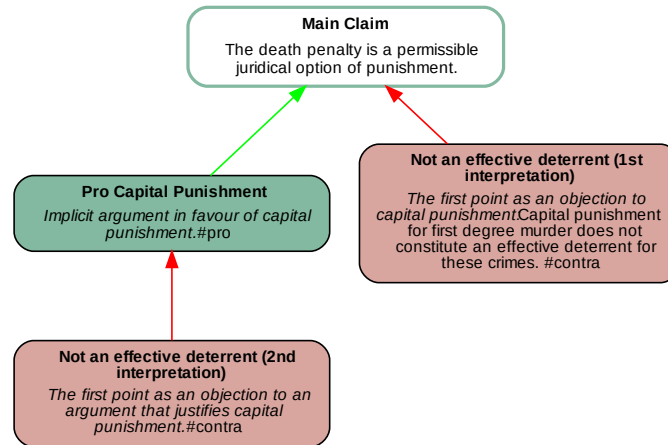 Main Claim
The death penalty is a permissible
juridical option of punishment.
Not an effective deterrent (1st
interpretation)
The first point as an objection to
capital punishment.Capital punishment
for first degree murder does not
constitute an effective deterrent for
these crimes. #contra
Pro Capital Punishment
Implicit argument in favour of capital
punishment.#pro
Not an effective deterrent (2nd
interpretation)
The first point as an objection to an
argument that justifies capital
punishment.#contra